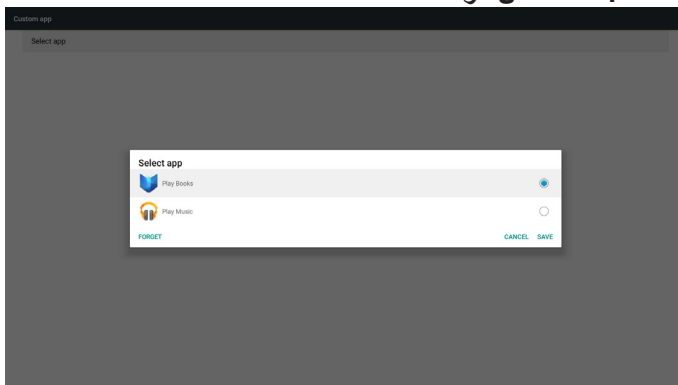 Custom app
Select app
Select app
Play Books
Play Music
FORGET
CANCEL SAVE